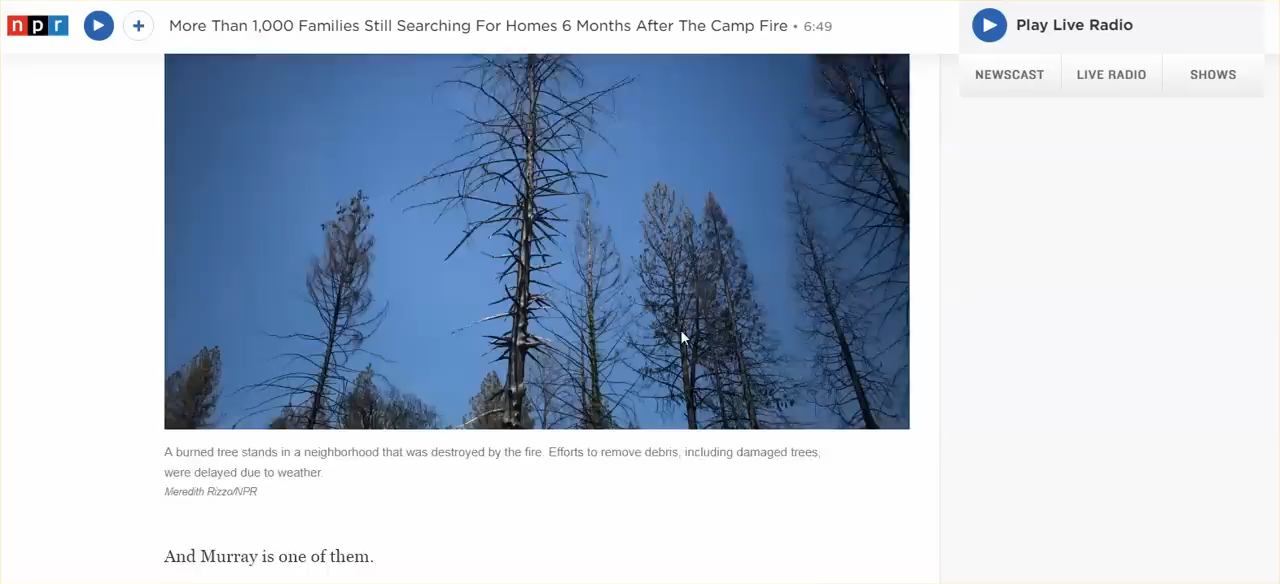 npr
More Than 1,000 Families Still Searching For Homes 6 Months After The Camp Fire • 6:49
Play Live Radio
NEWSCAST LIVE RADIO SHOWS
A burned tree stands in a neighborhood that was destroyed by the fire. Efforts to remove debris, including damaged trees,
were delayed due to weather.
Meredith Rizzo/NPR
And Murray is one of them.